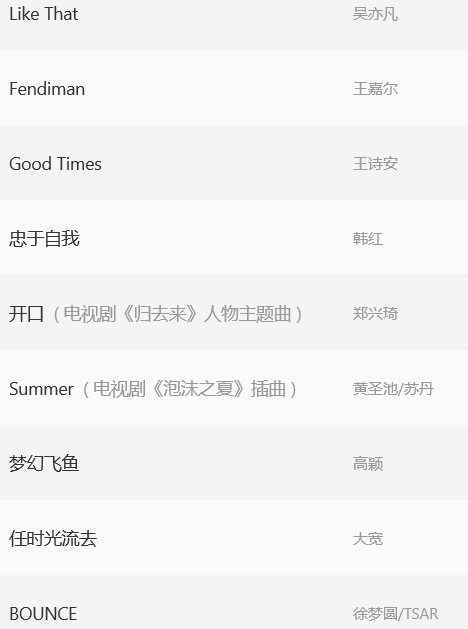 Like That 吴亦凡
Fendiman 王嘉尔
Good Times 王诗安
忠于自我 韩红
开口（电视剧《归去来》人物主题曲） 郑兴琦
Summer（电视剧《泡沫之夏》插曲） 黄圣池/苏丹
梦幻飞鱼 高颖
任时光流去 大宽
BOUNCE 徐梦圆/TSAR